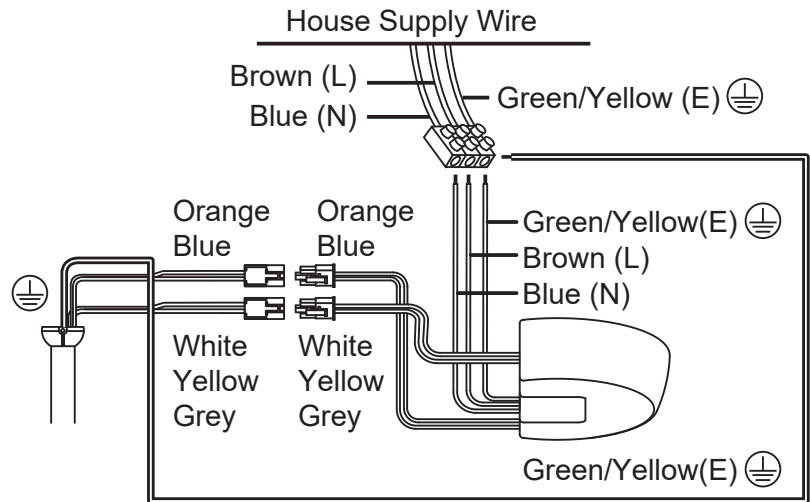 House Supply Wire
Brown (L)
Blue (N)
Green/Yellow (E)
Orange
Blue
Orange
Blue
Green/Yellow(E)
Brown (L)
Blue (N)
White
Yellow
Grey
White
Yellow
Grey
Green/Yellow(E)